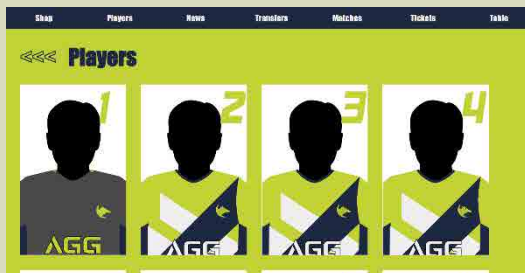 Shop Players News Transfers Matches Tickets Table
<<< Players
1 2 3 4
AGG AGG AGG AGG